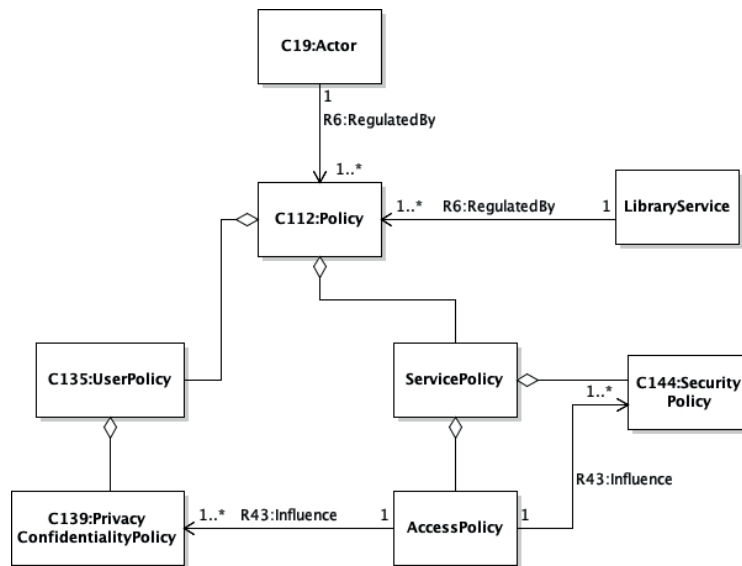 C19:Actor
1
R6:RegulatedBy
1..*
C112:Policy
1..*
R6:RegulatedBy
1
LibraryService
C135:UserPolicy
ServicePolicy
C144:Security
Policy
1..*
R43:Influence
C139:Privacy
ConfidentialityPolicy
1..*
R43:Influence
1
AccessPolicy
1